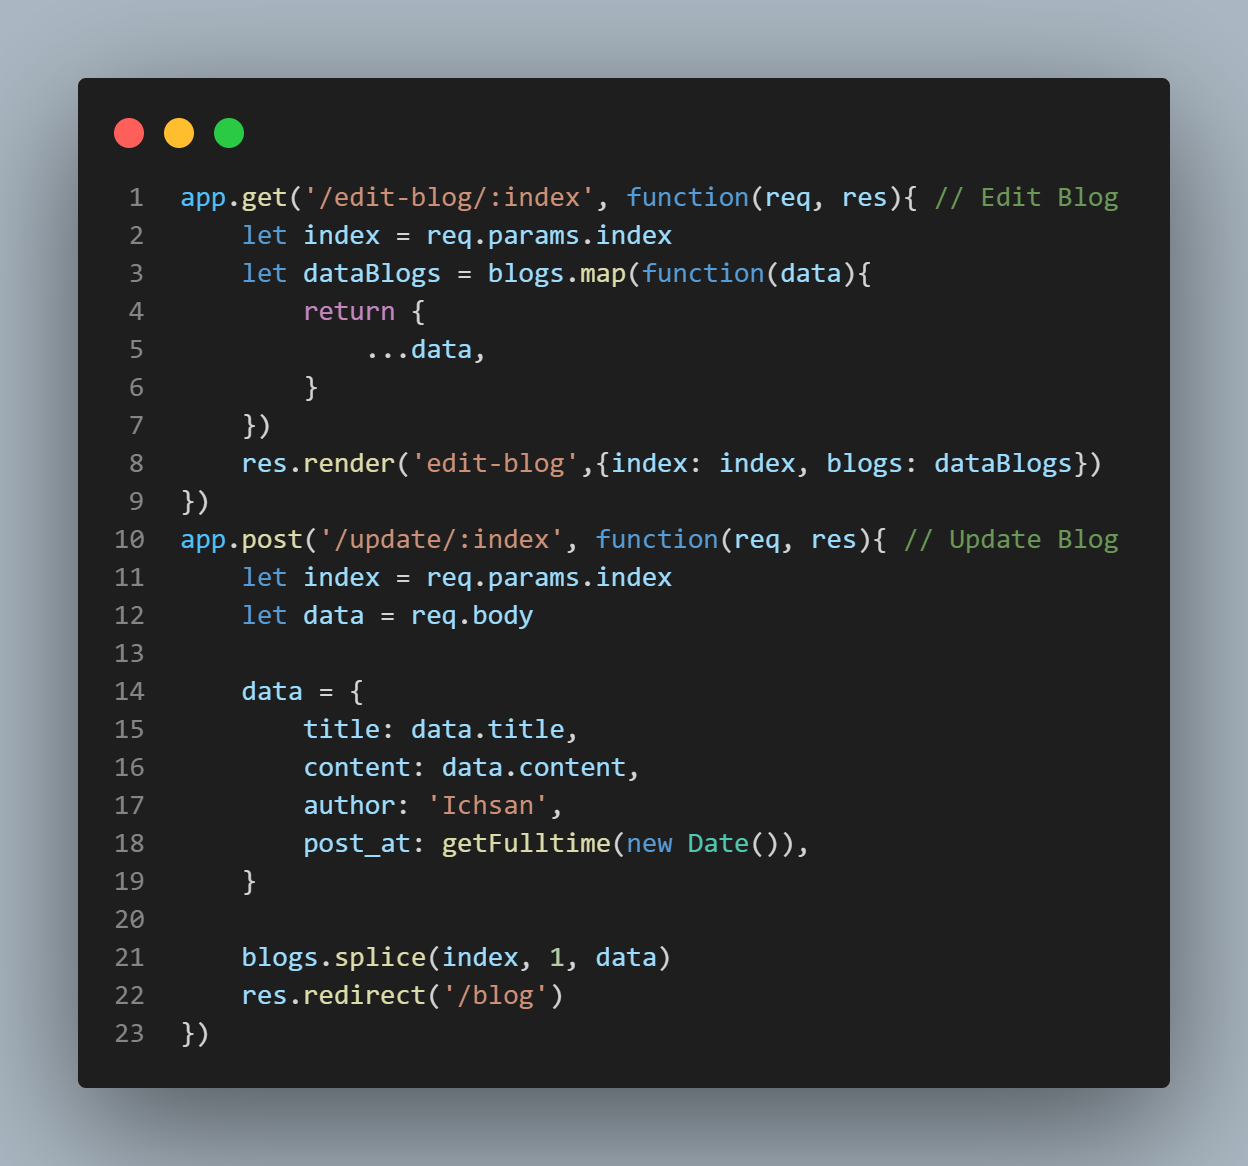 1 app.get('/edit-blog/:index', function(req, res){ // Edit Blog
2     let index = req.params.index
3     let dataBlogs = blogs.map(function(data){
4         return {
5             ...data,
6         }
7     })
8     res.render('edit-blog',{index: index, blogs: dataBlogs})
9 })
10 app.post('/update/:index', function(req, res){ // Update Blog
11     let index = req.params.index
12     let data = req.body
13
14     data = {
15         title: data.title,
16         content: data.content,
17         author: 'Ichsan',
18         post_at: getFulltime(new Date()),
19     }
20
21     blogs.splice(index, 1, data)
22     res.redirect('/blog')
23 })